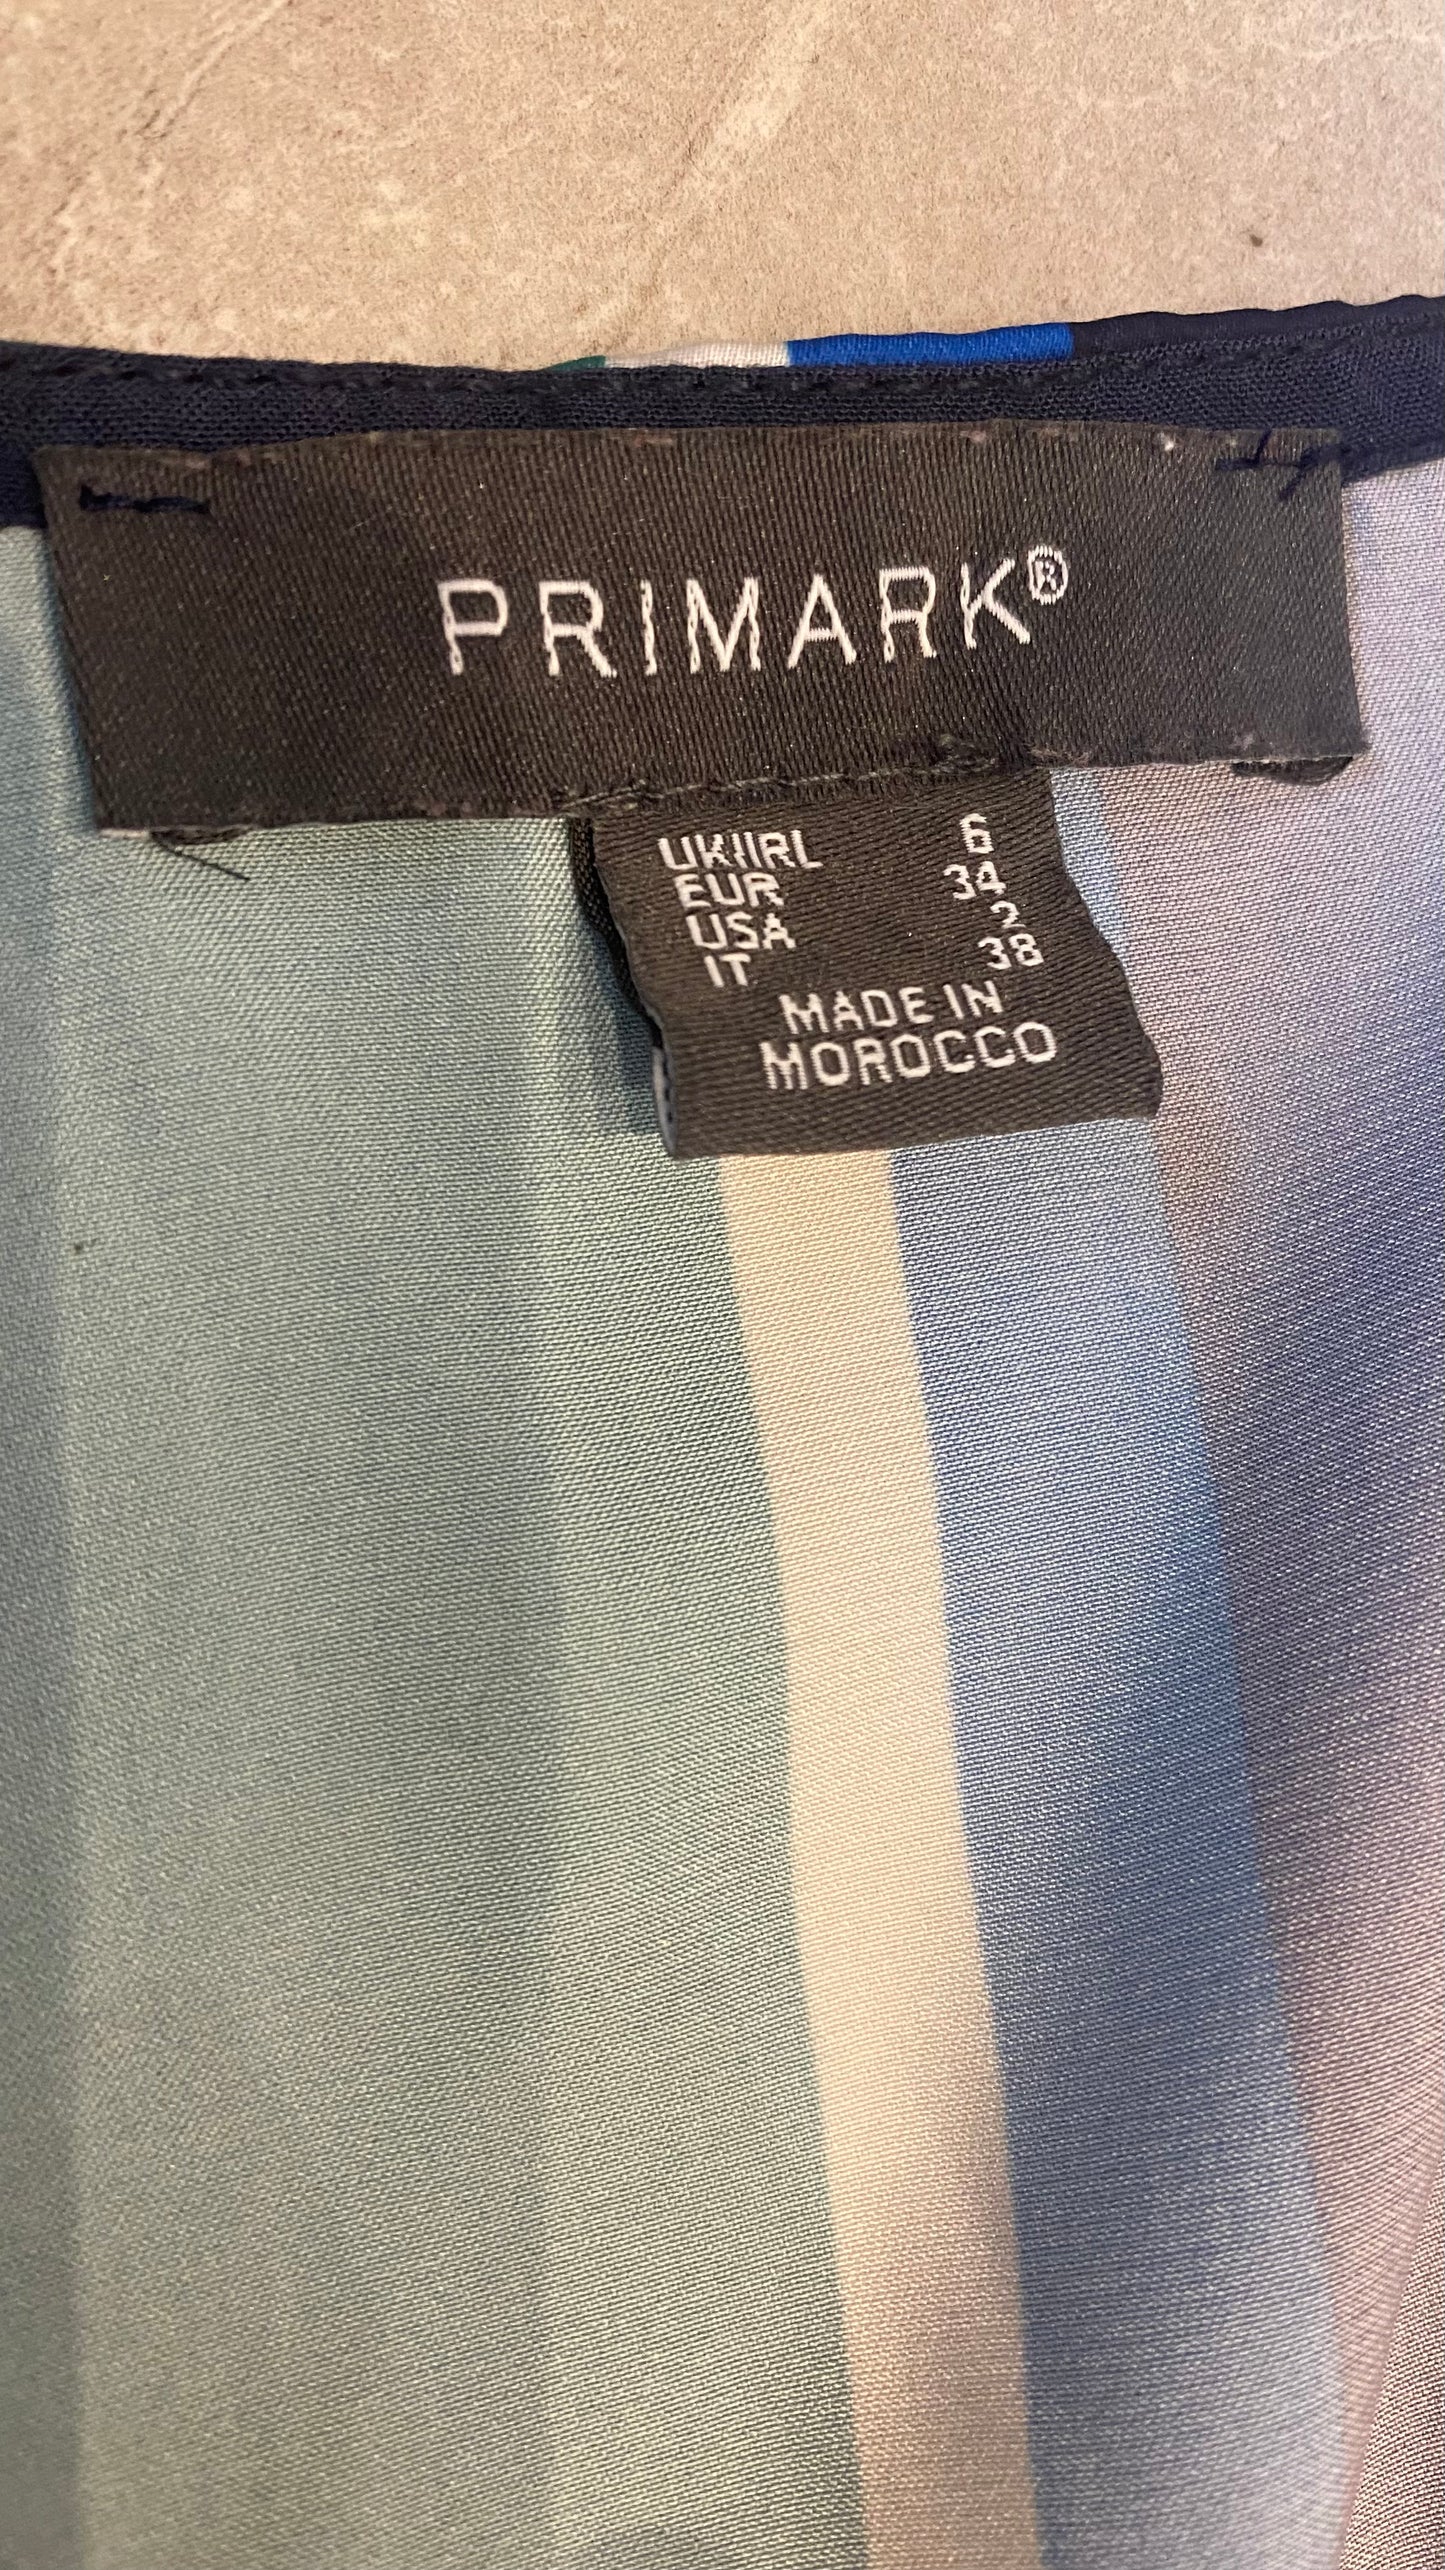 PRIMARK®
UK/IRL 6
EUR 34
USA 2
IT 38
MADE IN
MOROCCO